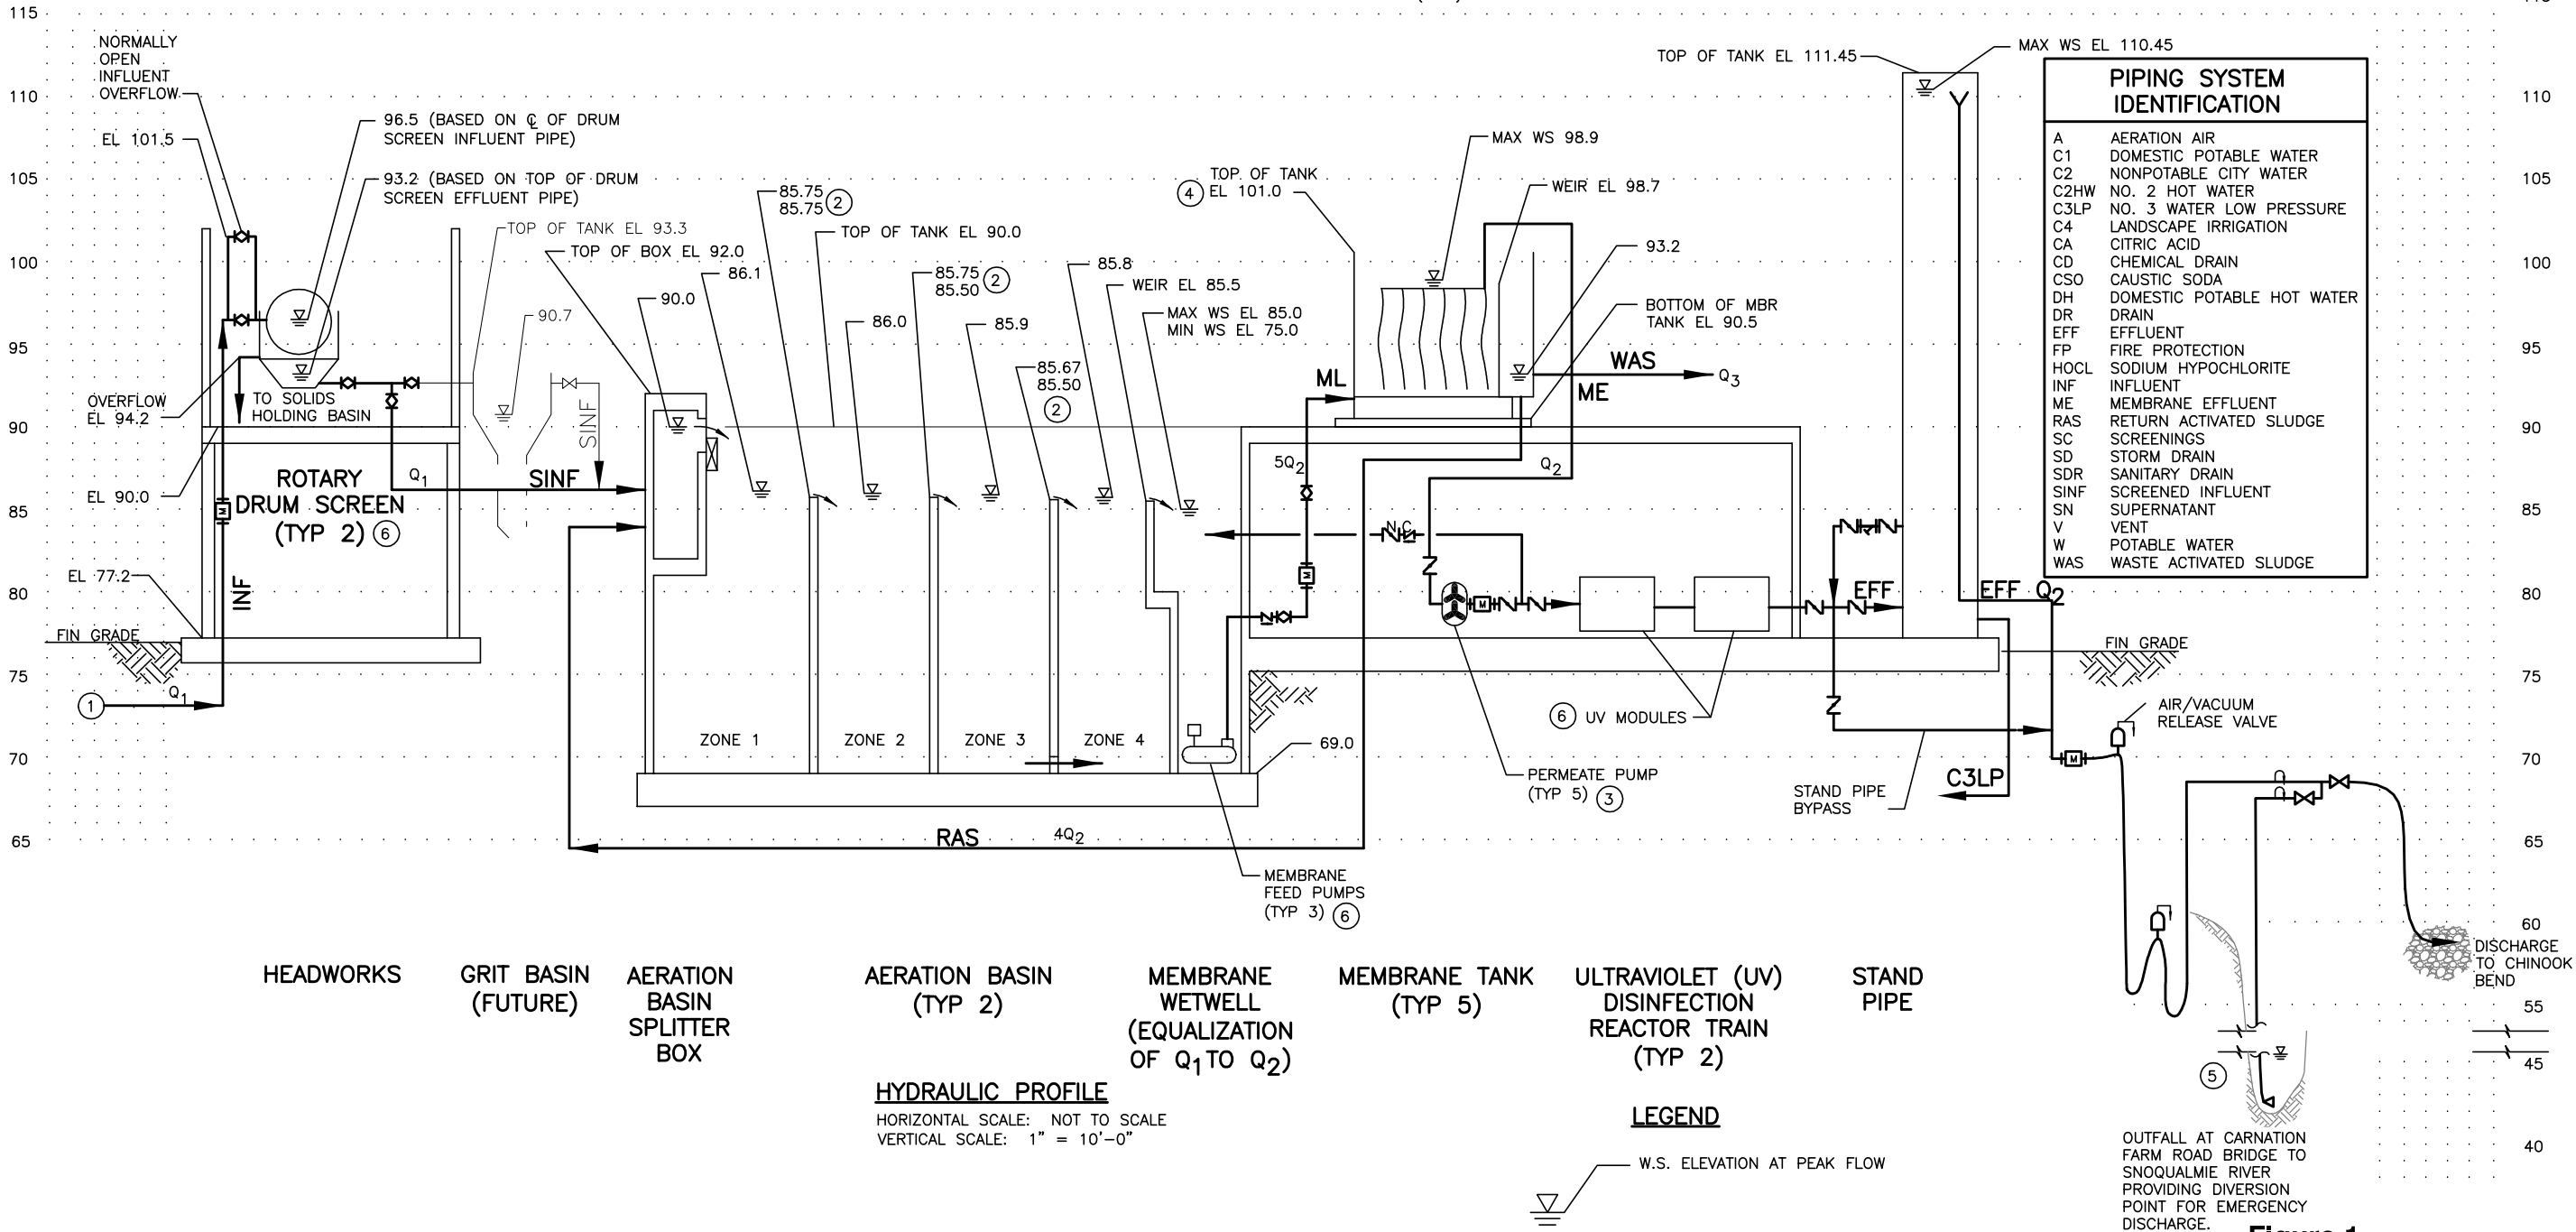 115
110
105
100
95
90
85
80
75
70
65
NORMALLY
OPEN
INFLUENT
OVERFLOW
EL 101.5
96.5 (BASED ON ℄ OF DRUM
SCREEN INFLUENT PIPE)
93.2 (BASED ON TOP OF DRUM
SCREEN EFFLUENT PIPE)
OVERFLOW
EL 94.2
TO SOLIDS
HOLDING BASIN
EL 90.0
ROTARY
DRUM SCREEN
(TYP 2) 6
EL 77.2
INF
FIN GRADE
1
Q1
TOP OF TANK EL 93.3
TOP OF BOX EL 92.0
90.7
SINF
Q1
SINF
90.0
86.1
85.75
85.75 2
TOP OF TANK EL 90.0
86.0
85.75
85.50 2
85.9
85.67
85.50
2
85.8
WEIR EL 85.5
MAX WS EL 85.0
MIN WS EL 75.0
ZONE 1
ZONE 2
ZONE 3
ZONE 4
69.0
RAS
4Q2
MEMBRANE
FEED PUMPS
(TYP 3) 6
4
TOP OF TANK
EL 101.0
MAX WS 98.9
WEIR EL 98.7
93.2
BOTTOM OF MBR
TANK EL 90.5
ML
WAS
Q3
ME
5Q2
Q2
N.C.
M
M
M
M
6 UV MODULES
PERMEATE PUMP
(TYP 5) 3
TOP OF TANK EL 111.45
MAX WS EL 110.45
EFF
EFF Q2
STAND PIPE
BYPASS
C3LP
FIN GRADE
AIR/VACUUM
RELEASE VALVE
PIPING SYSTEM
IDENTIFICATION
A AERATION AIR
C1 DOMESTIC POTABLE WATER
C2 NONPOTABLE CITY WATER
C2HW NO. 2 HOT WATER
C3LP NO. 3 WATER LOW PRESSURE
C4 LANDSCAPE IRRIGATION
CA CITRIC ACID
CD CHEMICAL DRAIN
CSO CAUSTIC SODA
DH DOMESTIC POTABLE HOT WATER
DR DRAIN
EFF EFFLUENT
FP FIRE PROTECTION
HOCL SODIUM HYPOCHLORITE
INF INFLUENT
ME MEMBRANE EFFLUENT
RAS RETURN ACTIVATED SLUDGE
SC SCREENINGS
SD STORM DRAIN
SDR SANITARY DRAIN
SINF SCREENED INFLUENT
SN SUPERNATANT
V VENT
W POTABLE WATER
WAS WASTE ACTIVATED SLUDGE
110
105
100
95
90
85
80
75
70
65
60
55
45
40
DISCHARGE
TO CHINOOK
BEND
5
OUTFALL AT CARNATION
FARM ROAD BRIDGE TO
SNOQUALMIE RIVER
PROVIDING DIVERSION
POINT FOR EMERGENCY
DISCHARGE.
HEADWORKS
GRIT BASIN
(FUTURE)
AERATION
BASIN
SPLITTER
BOX
AERATION BASIN
(TYP 2)
MEMBRANE
WETWELL
(EQUALIZATION
OF Q1 TO Q2)
MEMBRANE TANK
(TYP 5)
ULTRAVIOLET (UV)
DISINFECTION
REACTOR TRAIN
(TYP 2)
STAND
PIPE
HYDRAULIC PROFILE
HORIZONTAL SCALE: NOT TO SCALE
VERTICAL SCALE: 1" = 10'-0"
LEGEND
W.S. ELEVATION AT PEAK FLOW